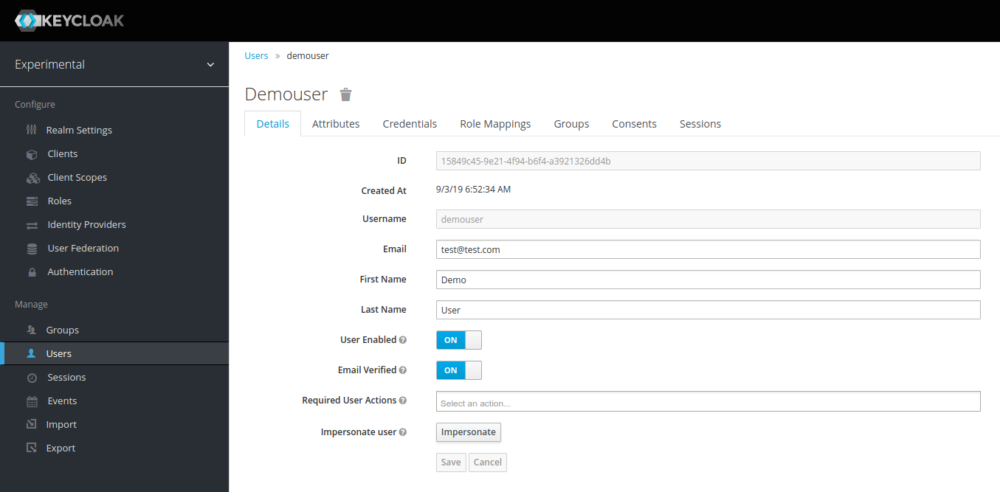 KEYCLOAK
Experimental
Configure
Realm Settings
Clients
Client Scopes
Roles
Identity Providers
User Federation
Authentication
Manage
Groups
Users
Sessions
Events
Import
Export
Users » demouser
Demouser
Details Attributes Credentials Role Mappings Groups Consents Sessions
ID 15849c45-9e21-4f94-b6f4-a3921326dd4b
Created At 9/3/19 6:52:34 AM
Username demouser
Email test@test.com
First Name Demo
Last Name User
User Enabled ? ON
Email Verified ? ON
Required User Actions ? Select an action...
Impersonate user ? Impersonate
Save Cancel